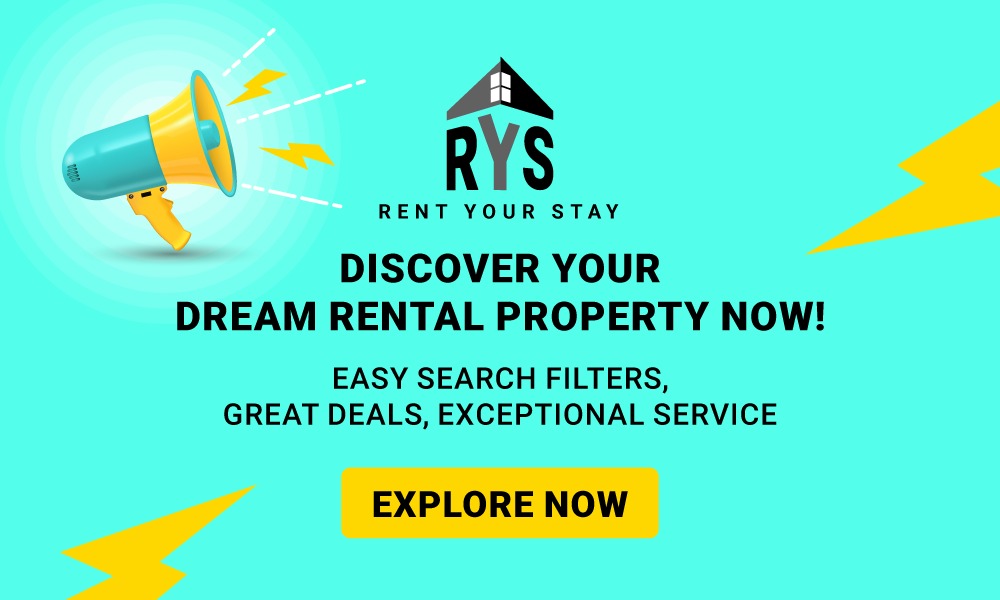 RYS
RENT YOUR STAY
DISCOVER YOUR
DREAM RENTAL PROPERTY NOW!
EASY SEARCH FILTERS,
GREAT DEALS, EXCEPTIONAL SERVICE
EXPLORE NOW